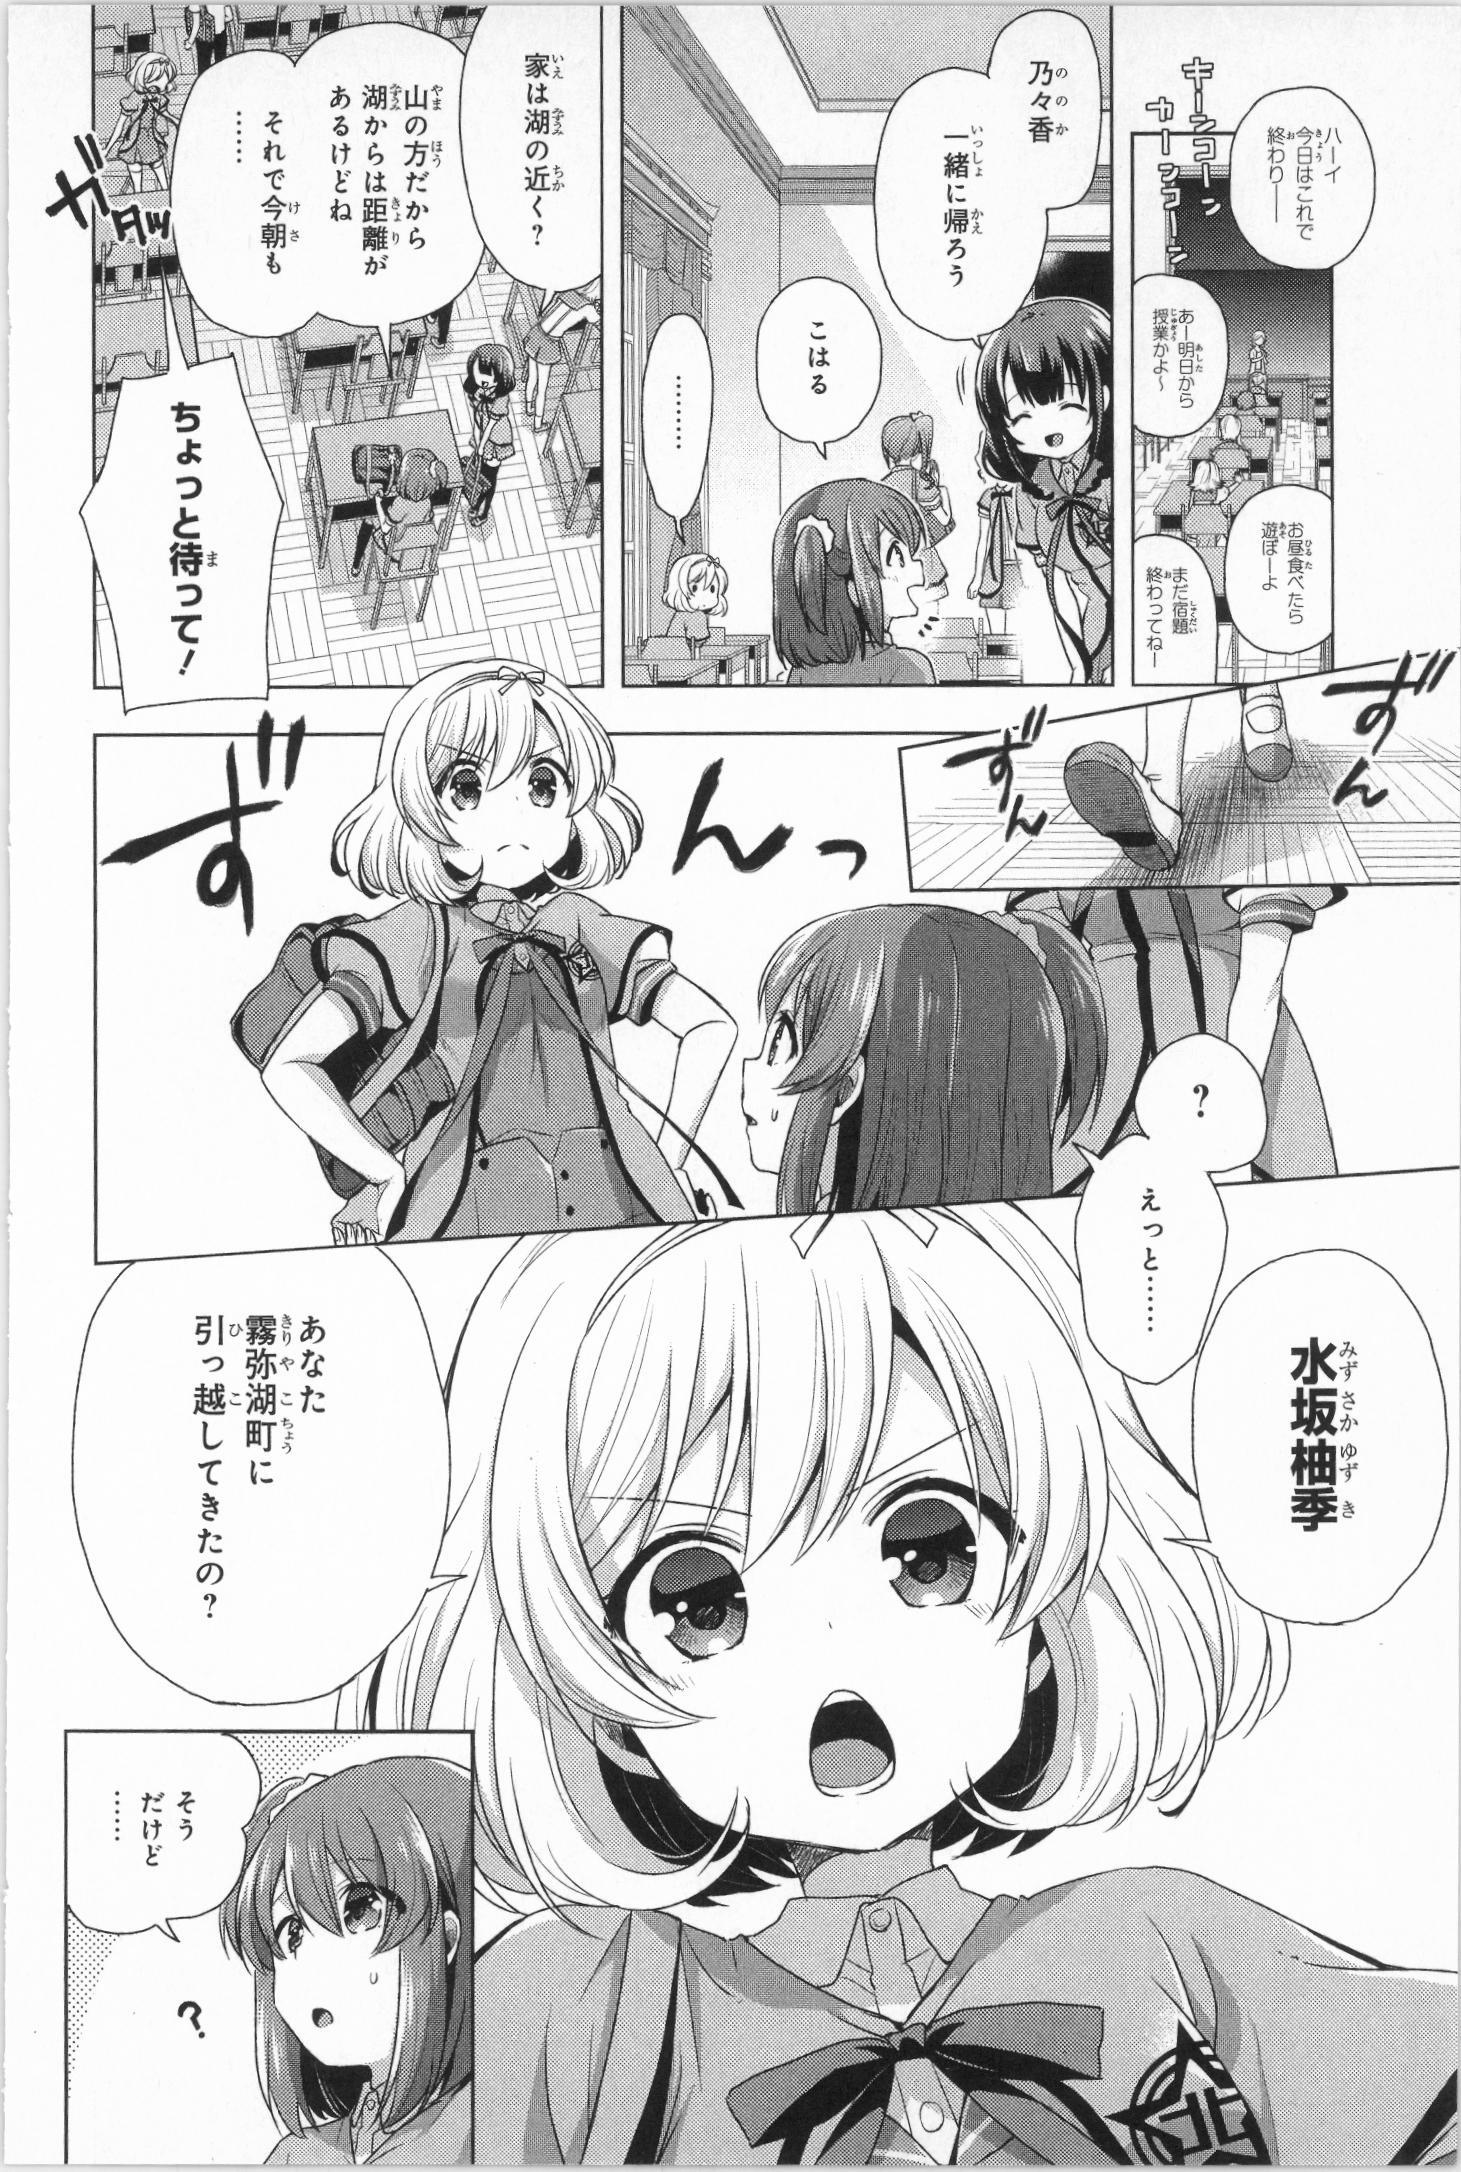 キーンコーン
カーンコーン
ハーイ
今日はこれで
終わり――
あー明日から
授業かよ～
お昼食べたら
遊ぼーよ
まだ宿題
終わってねー
乃々香
一緒に帰ろう
こはる
………
家は湖の近く？
山の方だから
湖からは距離が
あるけどね
それで今朝も
……
ガタッ
ちょっと待って！
ずん
ずん
ずんっ
？
えっと……
水坂柚季
あなた
霧弥湖町に
引っ越してきたの？
そう
だけど
……
？